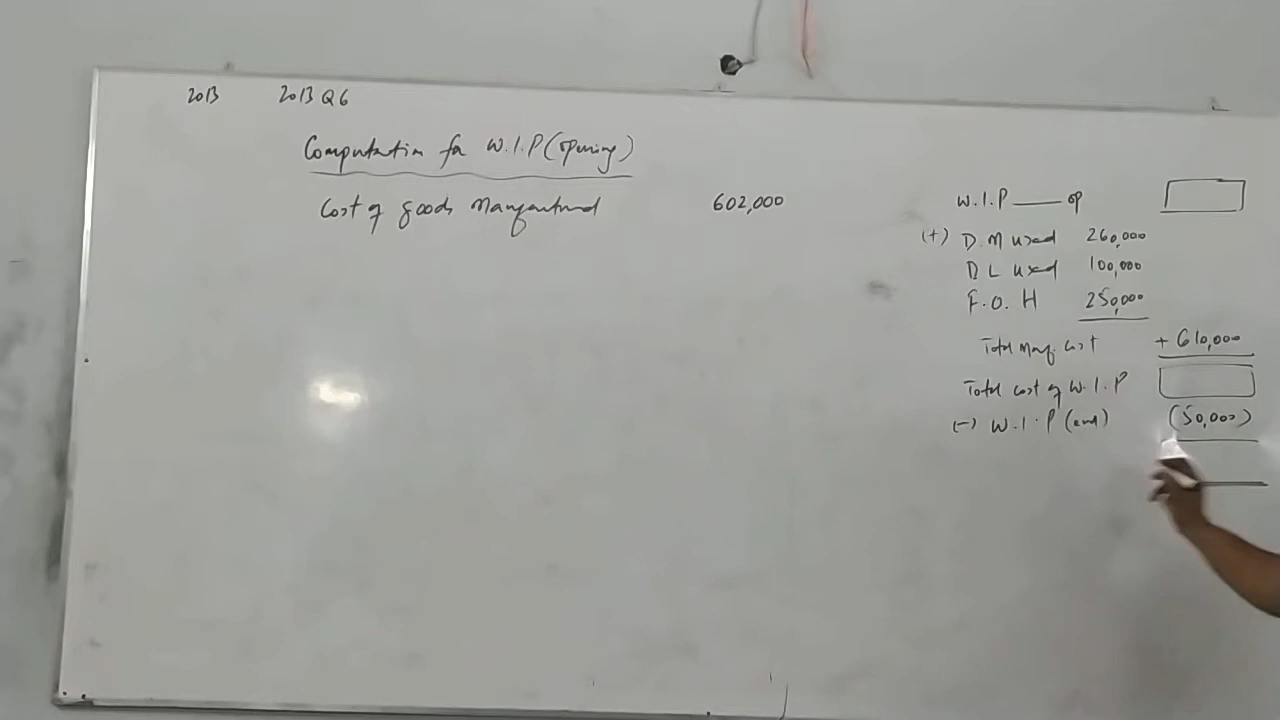 2013 2013 Q6
Computation for W.I.P (opening)
Cost of goods Manufactured 602,000
W.I.P — op
(+) D.M used 260,000
D L used 100,000
F.O.H 250,000
Total Manf. Cost + 610,000
Total cost of W.I.P
(-) W.I.P (end) (50,000)